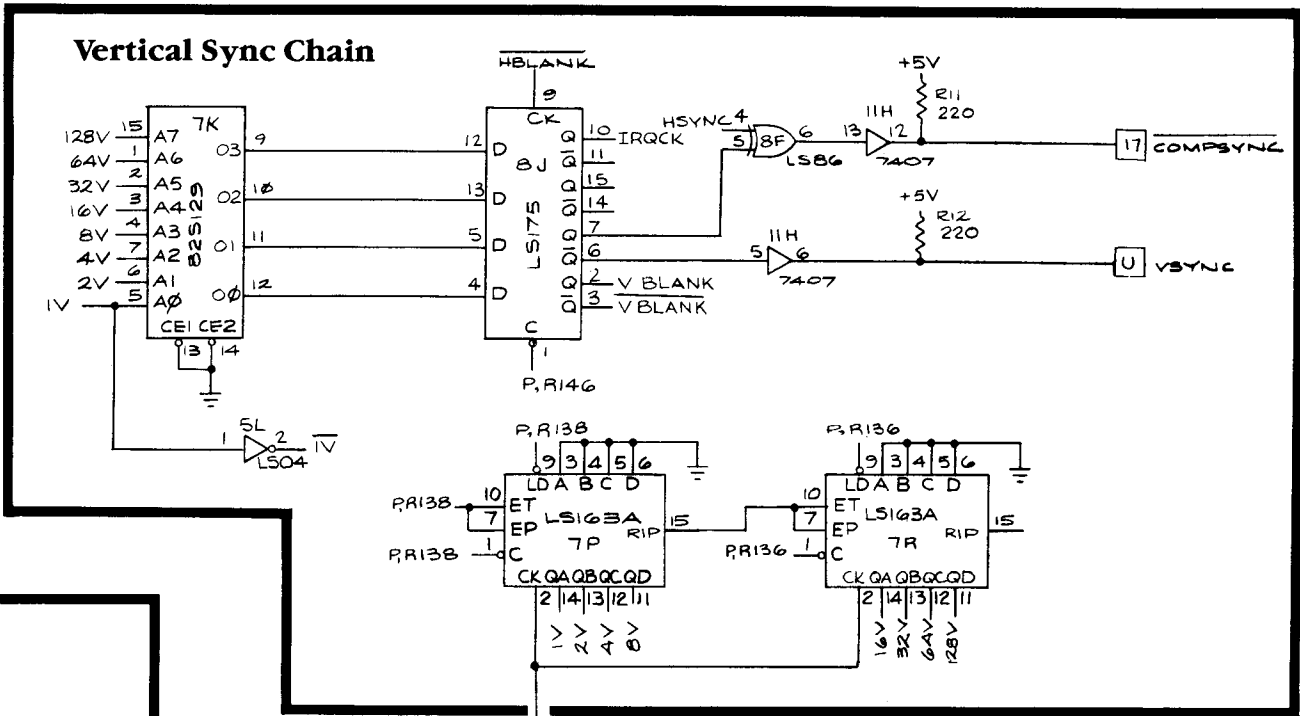 Vertical Sync Chain
HBLANK
9
CK
7K
82S129
128V 15 A7
64V 1 A6
32V 2 A5
16V 3 A4
8V 4 A3
4V 7 A2
2V 6 A1
1V 5 AØ
O3 9
O2 1Ø
O1 11
OØ 12
CE1 CE2
13 14
12 D
13 D
5 D
4 D
8J
LS175
Q 10 IRQCK
Q 11
Q 15
Q 14
Q 7
Q 6
Q 2 V BLANK
Q 3 V BLANK
C
1
P,R146
HSYNC 4
5 8F 6
LS86
13 11H 12
7407
+5V
R11
220
17 COMPSYNC
+5V
R12
220
5 11H 6
7407
U VSYNC
5L
1 2 1V
LS04
P,R138
9 3 4 5 6
LD A B C D
P,R138 10 ET
7 EP
P,R138 1 C
LS163A
7P
RIP 15
CK QA QB QC QD
2 14 13 12 11
1V 2V 4V 8V
P,R136
9 3 4 5 6
LD A B C D
10 ET
7 EP
P,R136 1 C
LS163A
7R
RIP 15
CK QA QB QC QD
2 14 13 12 11
16V 32V 64V 128V